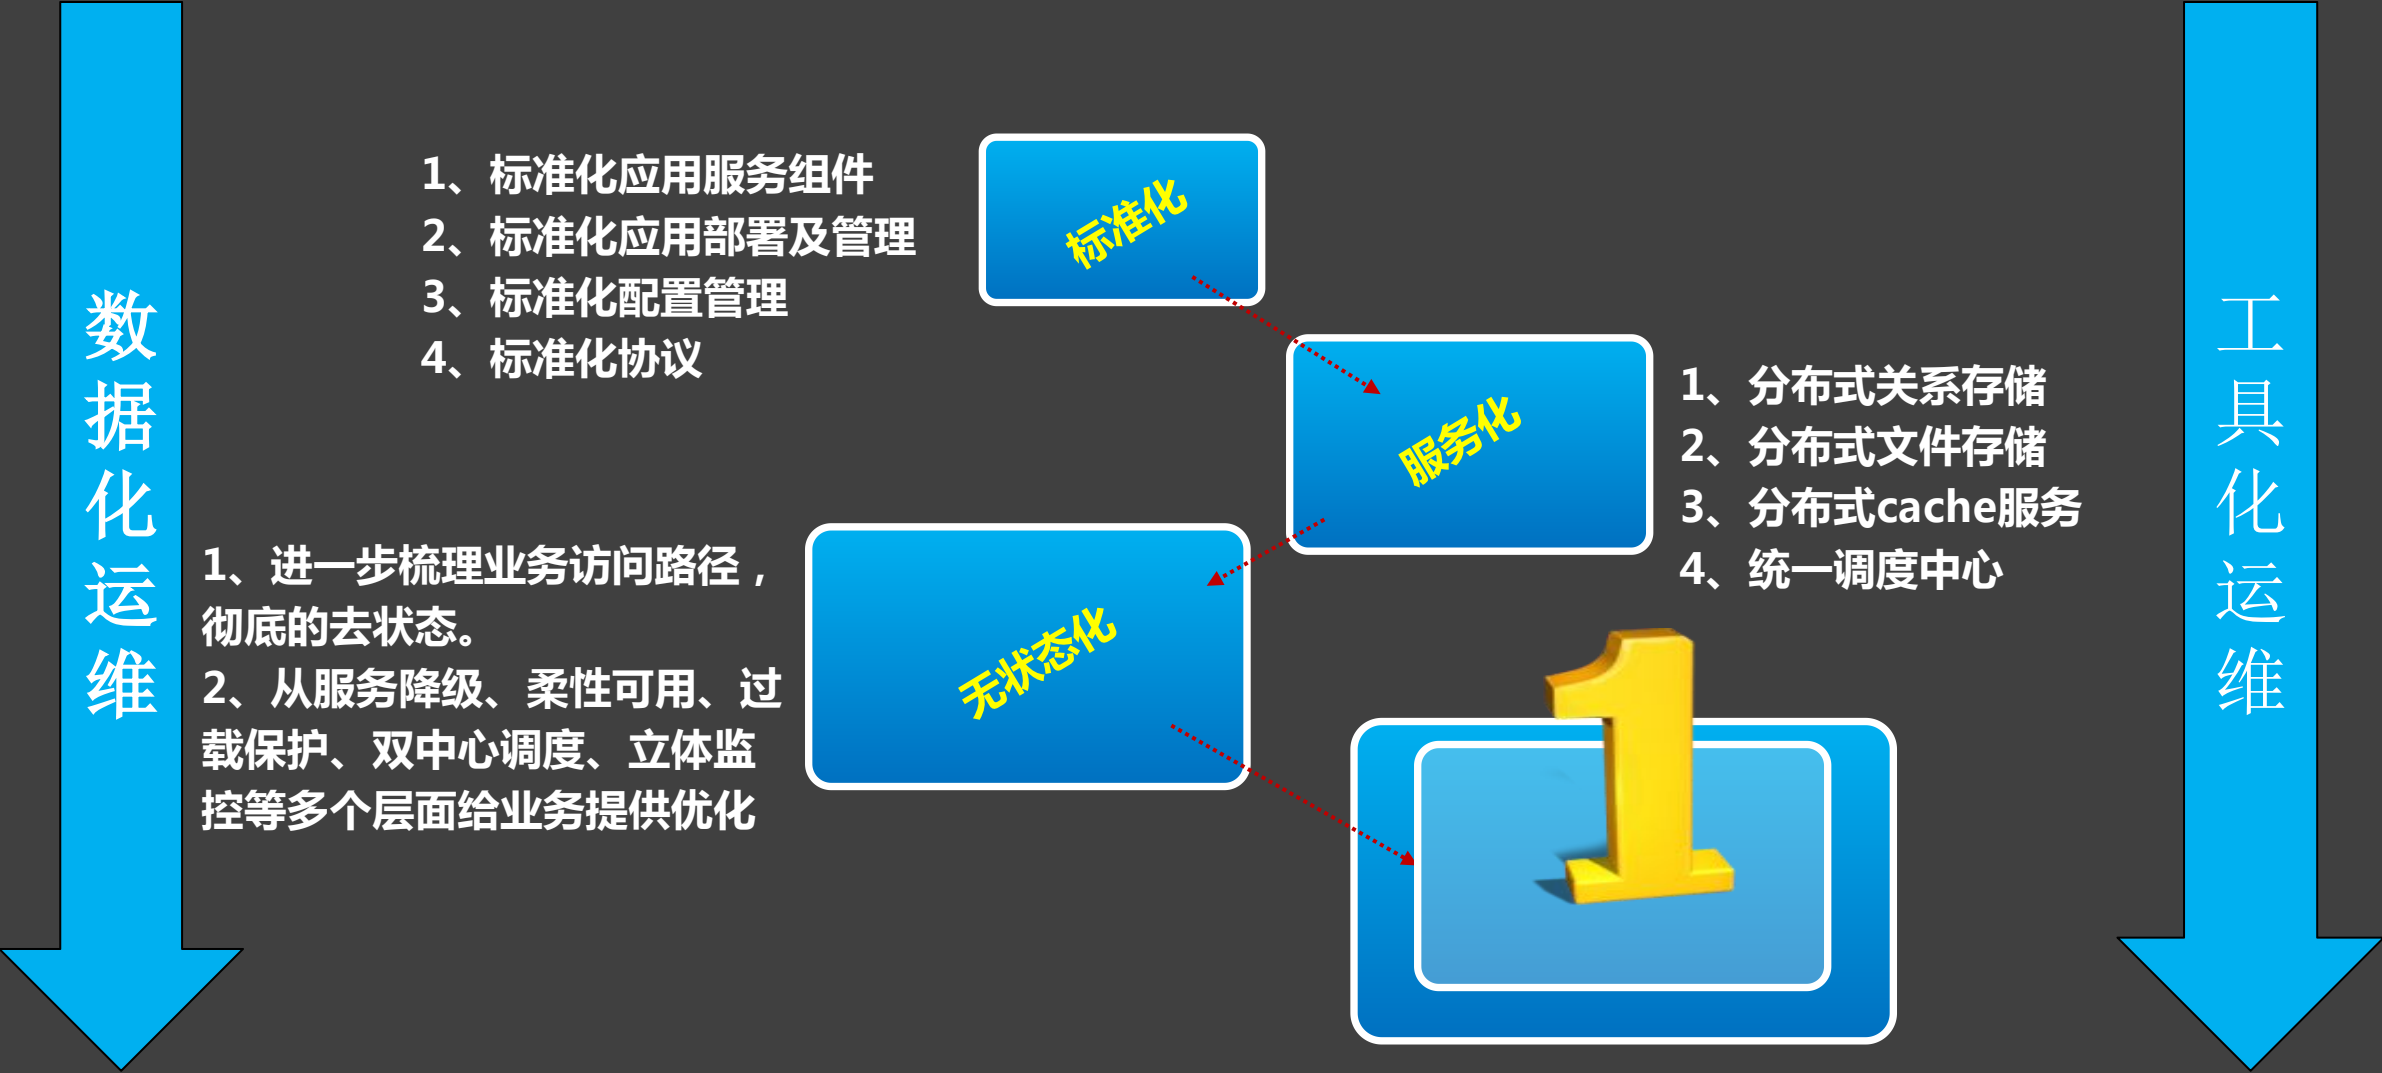 数据化运维
1、标准化应用服务组件
2、标准化应用部署及管理
3、标准化配置管理
4、标准化协议
标准化
服务化
1、分布式关系存储
2、分布式文件存储
3、分布式cache服务
4、统一调度中心
1、进一步梳理业务访问路径，
彻底的去状态。
2、从服务降级、柔性可用、过
载保护、双中心调度、立体监
控等多个层面给业务提供优化
无状态化
1
工具化运维